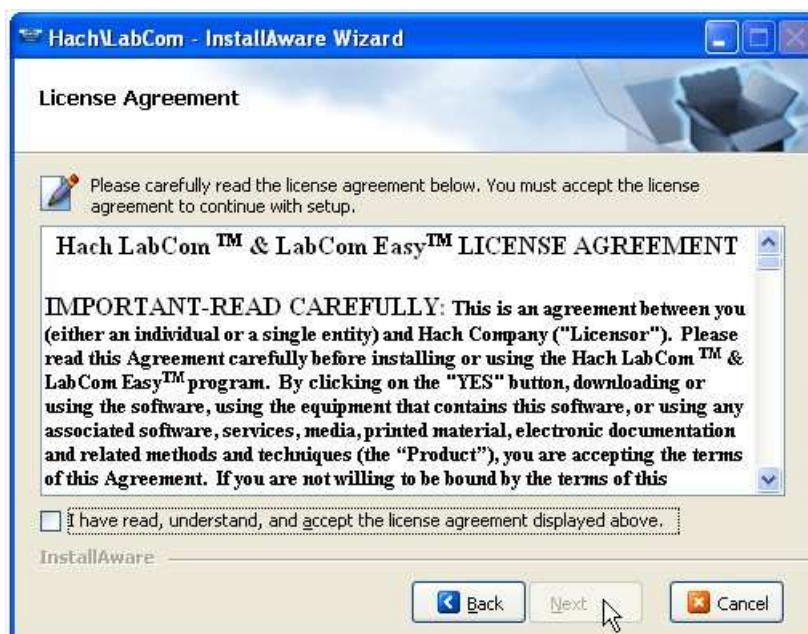 Hach\LabCom - InstallAware Wizard
License Agreement
Please carefully read the license agreement below. You must accept the license
agreement to continue with setup.
Hach LabCom ™ & LabCom Easy™ LICENSE AGREEMENT
IMPORTANT-READ CAREFULLY: This is an agreement between you
(either an individual or a single entity) and Hach Company ("Licensor"). Please
read this Agreement carefully before installing or using the Hach LabCom ™ &
LabCom Easy™ program. By clicking on the "YES" button, downloading or
using the software, using the equipment that contains this software, or using any
associated software, services, media, printed material, electronic documentation
and related methods and techniques (the “Product”), you are accepting the terms
of this Agreement. If you are not willing to be bound by the terms of this
I have read, understand, and accept the license agreement displayed above.
InstallAware
Back Next Cancel